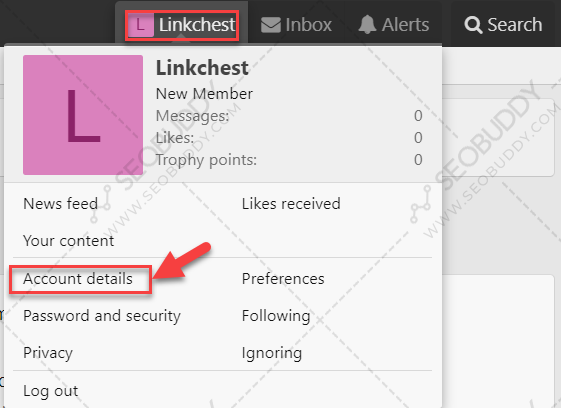 L Linkchest Inbox Alerts Search
L
Linkchest
New Member
Messages: 0
Likes: 0
Trophy points: 0
News feed Likes received
Your content
Account details Preferences
Password and security Following
Privacy Ignoring
Log out
SEOBUDDY
WWW.SEOBUDDY.COM
SEOBUDDY
WWW.SEOBUDDY.COM